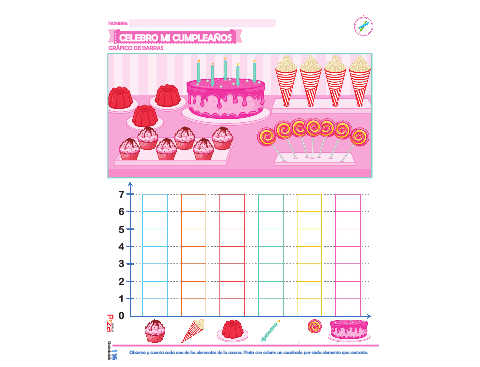 NOMBRE:
CELEBRO MI CUMPLEAÑOS
GRÁFICO DE BARRAS
7
6
5
4
3
2
1
0
Observa y cuenta cada uno de los elementos de la escena. Pinta con colores un cuadrado por cada elemento que cuentes.